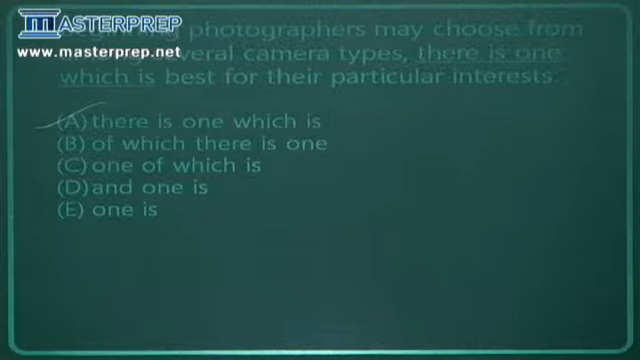 MASTERPREP
www.masterprep.net
photographers may choose from
several camera types, there is one
which is best for their particular interests.
(A) there is one which is
(B) of which there is one
(C) one of which is
(D) and one is
(E) one is